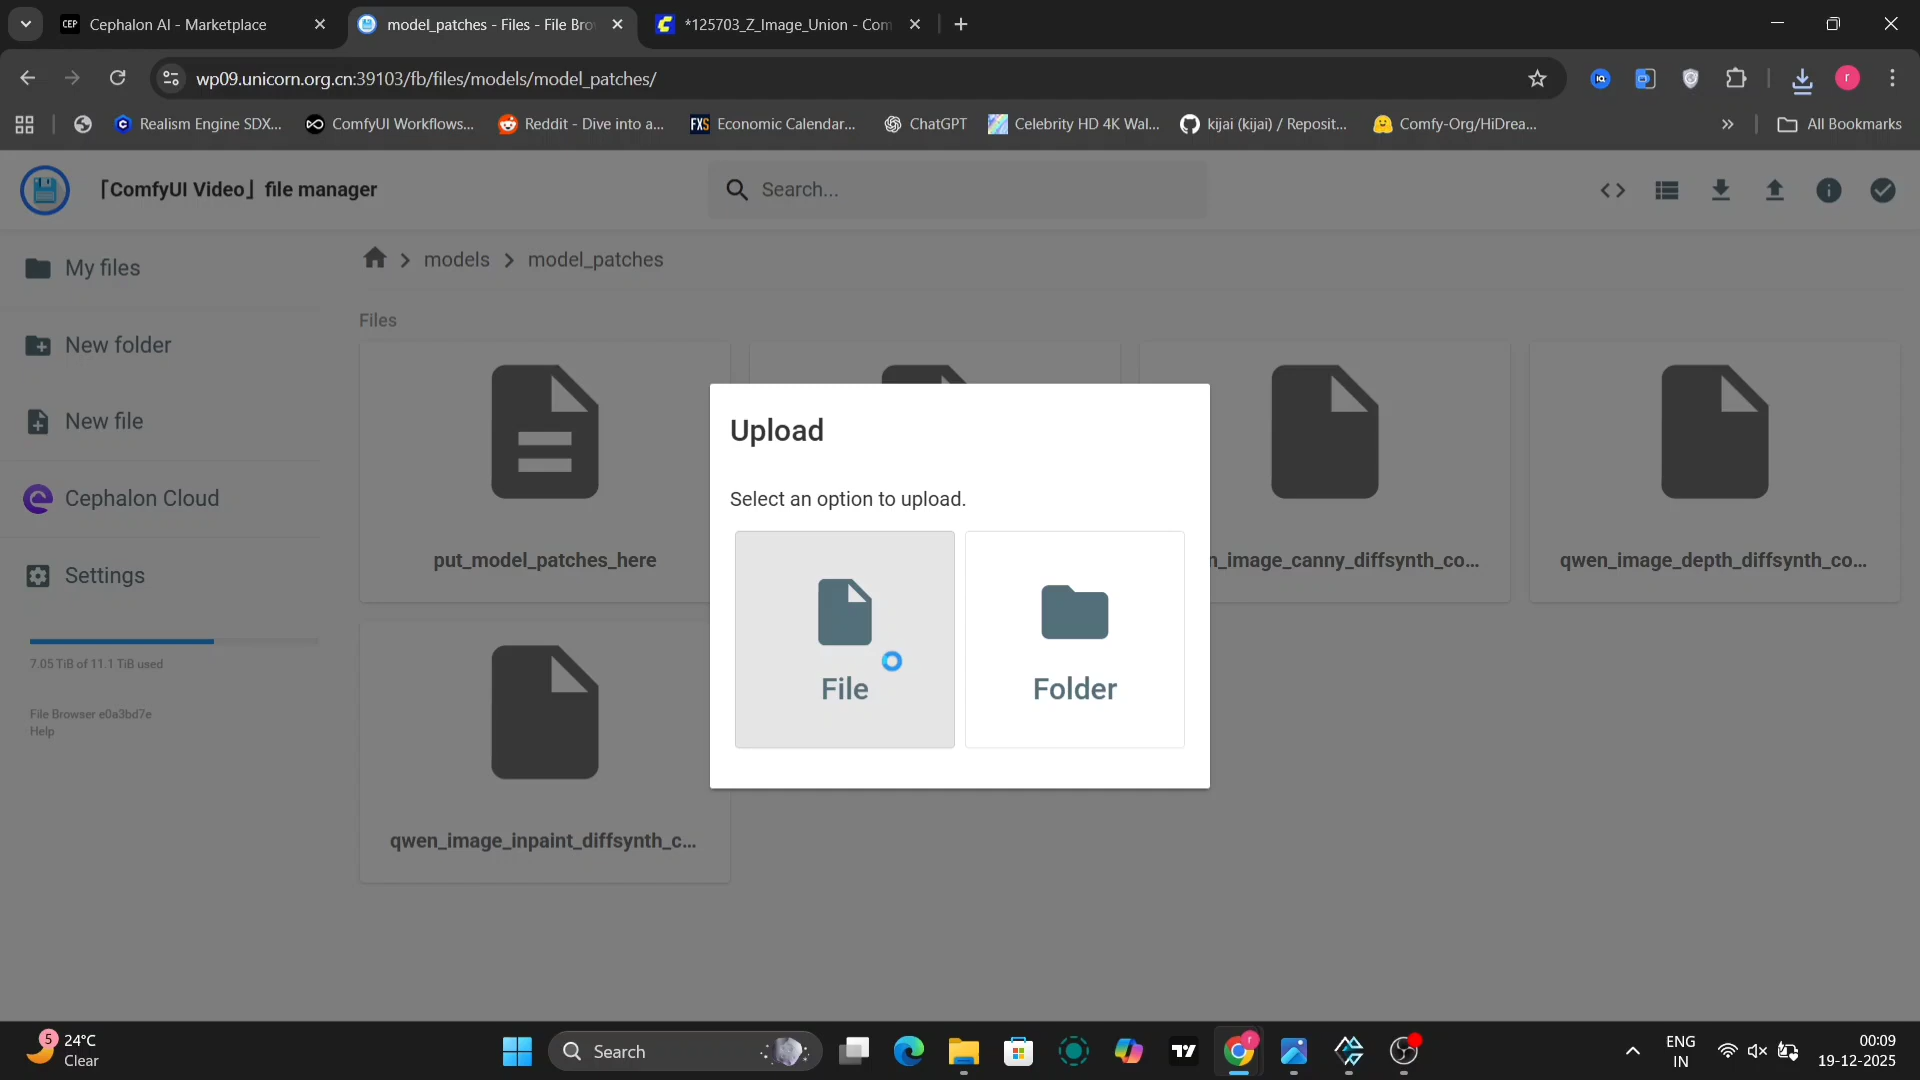 CEP Cephalon AI - Marketplace
model_patches - Files - File Bro
*125703_Z_Image_Union - Com
wp09.unicorn.org.cn:39103/fb/files/models/model_patches/
r
Realism Engine SDX...
ComfyUI Workflows...
Reddit - Dive into a...
FXS Economic Calendar...
ChatGPT
Celebrity HD 4K Wal...
kijai (kijai) / Reposit...
Comfy-Org/HiDrea...
All Bookmarks
「ComfyUI Video」file manager
Search...
My files
models
model_patches
New folder
Files
New file
Cephalon Cloud
Settings
7.05 TiB of 11.1 TiB used
File Browser e0a3bd7e
Help
put_model_patches_here
n_image_canny_diffsynth_co...
qwen_image_depth_diffsynth_co...
qwen_image_inpaint_diffsynth_c...
Upload
Select an option to upload.
File
Folder
5
24°C
Clear
Search
ENG
IN
00:09
19-12-2025